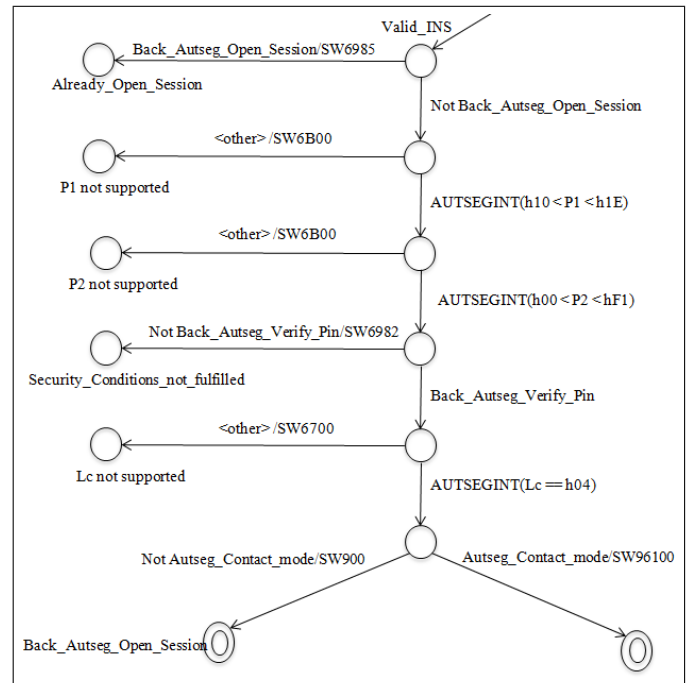 Valid_INS
Back_Autseg_Open_Session/SW6985
Already_Open_Session
Not Back_Autseg_Open_Session
<other>/SW6B00
P1 not supported
AUTSEGINT(h10<P1<h1E)
<other>/SW6B00
P2 not supported
AUTSEGINT(h00<P2<hF1)
Not Back_Autseg_Verify_Pin/SW6982
Security_Conditions_not_fulfilled
Back_Autseg_Verify_Pin
<other>/SW6700
Lc not supported
AUTSEGINT(Lc==h04)
Not Autseg_Contact_mode/SW900
Autseg_Contact_mode/SW96100
Back_Autseg_Open_Session